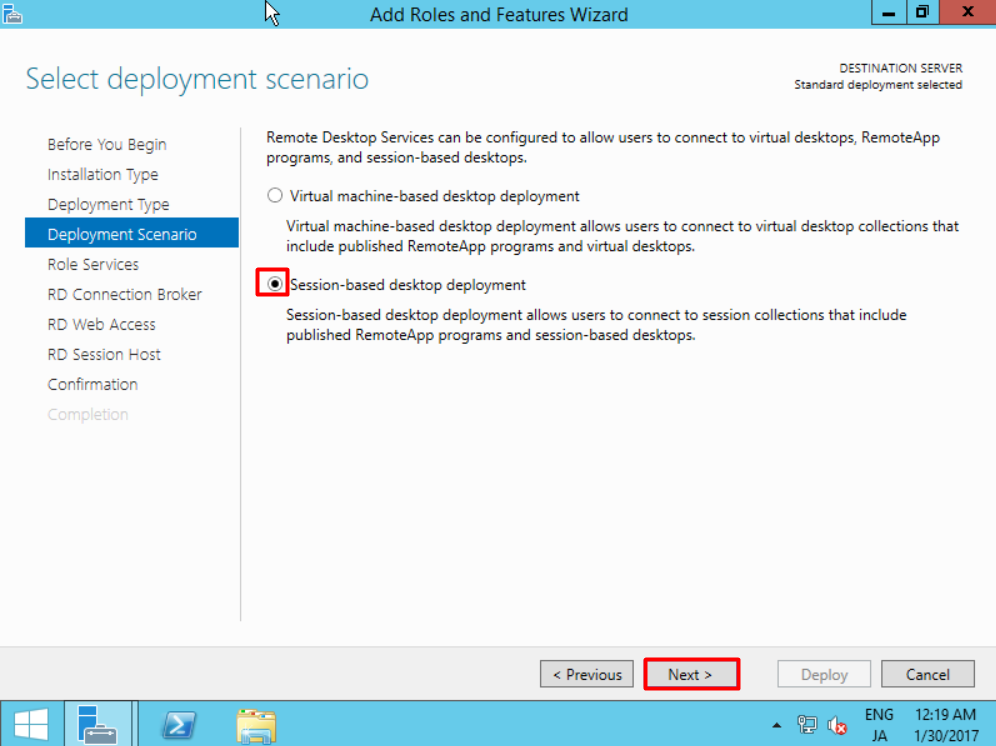 Add Roles and Features Wizard
Select deployment scenario
DESTINATION SERVER
Standard deployment selected
Before You Begin
Installation Type
Deployment Type
Deployment Scenario
Role Services
RD Connection Broker
RD Web Access
RD Session Host
Confirmation
Completion
Remote Desktop Services can be configured to allow users to connect to virtual desktops, RemoteApp
programs, and session-based desktops.
Virtual machine-based desktop deployment
Virtual machine-based desktop deployment allows users to connect to virtual desktop collections that
include published RemoteApp programs and virtual desktops.
Session-based desktop deployment
Session-based desktop deployment allows users to connect to session collections that include
published RemoteApp programs and session-based desktops.
< Previous
Next >
Deploy
Cancel
ENG
JA
12:19 AM
1/30/2017